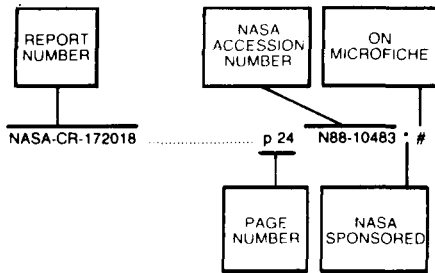 REPORT
NUMBER
NASA
ACCESSION
NUMBER
ON
MICROFICHE
NASA-CR-172018 .................... p 24 N88-10483 * #
PAGE
NUMBER
NASA
SPONSORED